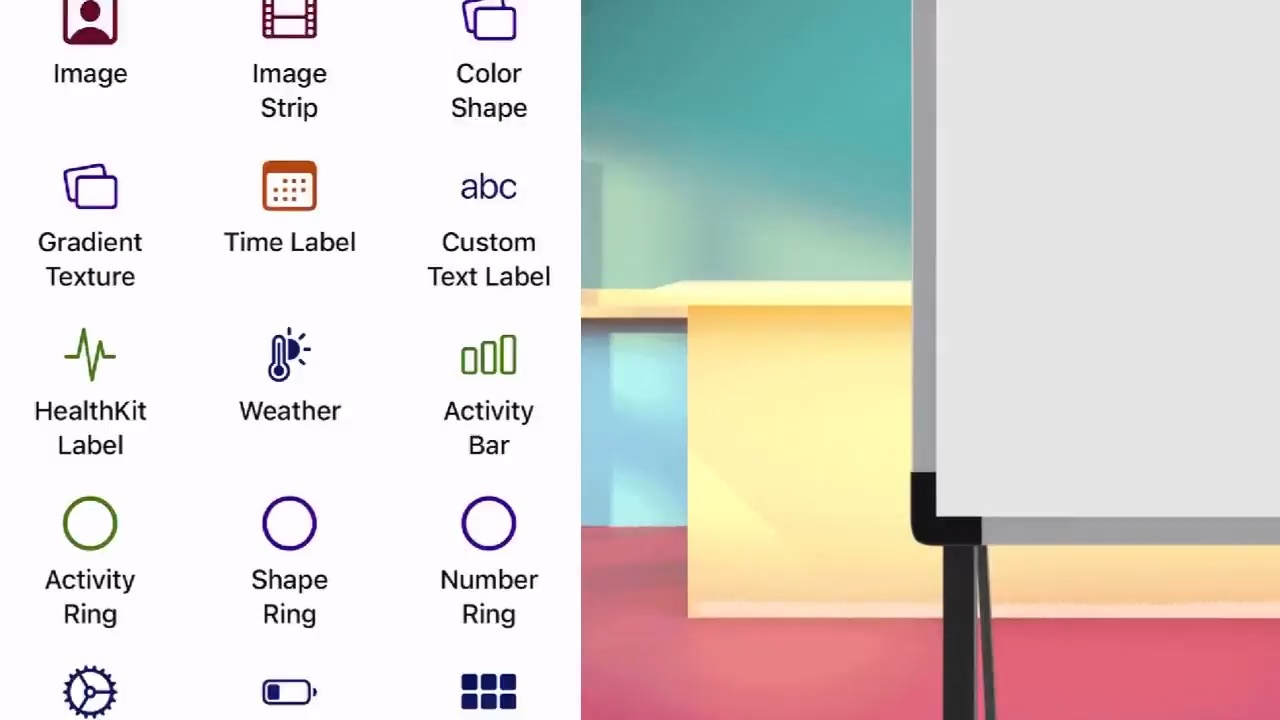 Image
Image
Strip
Color
Shape
Gradient
Texture
Time Label
abc
Custom
Text Label
HealthKit
Label
Weather
Activity
Bar
Activity
Ring
Shape
Ring
Number
Ring